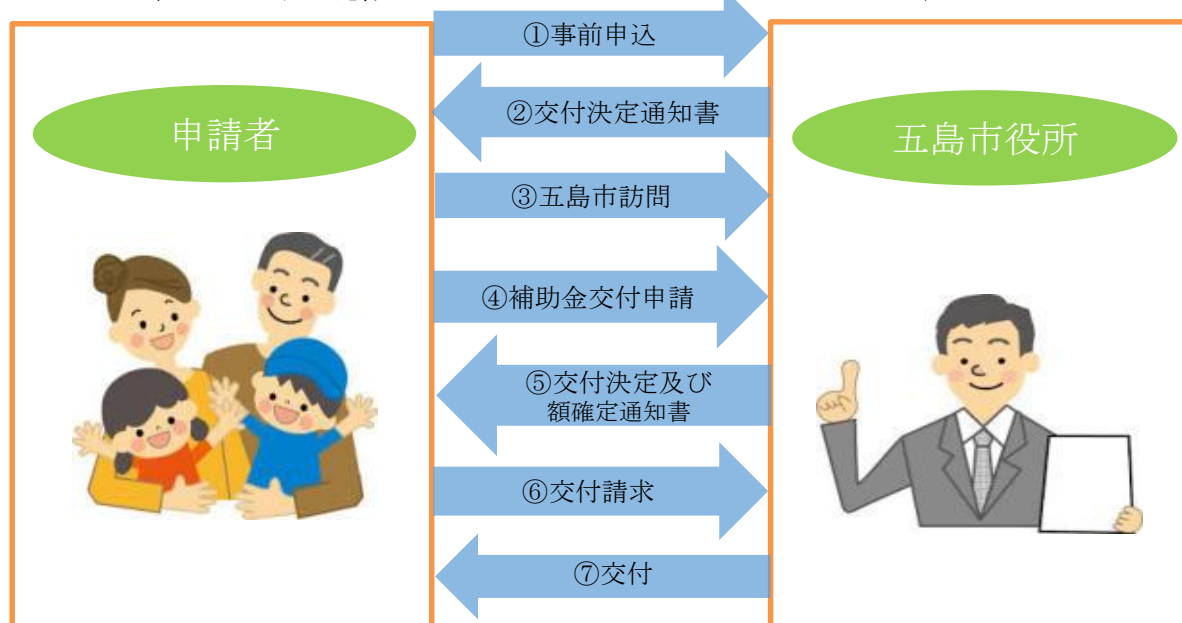 ①事前申込
申請者
②交付決定通知書
五島市役所
③五島市訪問
④補助金交付申請
⑤交付決定及び
額確定通知書
⑥交付請求
⑦交付